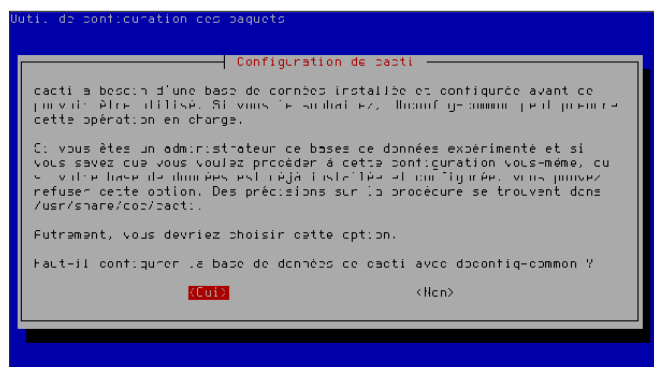 Outil de configuration des paquets
Configuration de cacti
cacti a besoin d'une base de données installée et configurée avant de
pouvoir être utilisé. Si vous le souhaitez, dbconfig-common peut prendre
cette opération en charge.
Si vous êtes un administrateur de bases de données expérimenté et si
vous savez que vous voulez procéder à cette configuration vous-même, ou
si votre base de données est déjà installée et configurée, vous pouvez
refuser cette option. Des précisions sur la procédure se trouvent dans
/usr/share/doc/cacti.
Autrement, vous devriez choisir cette option.
Faut-il configurer la base de données de cacti avec dbconfig-common ?
<Oui>
<Non>